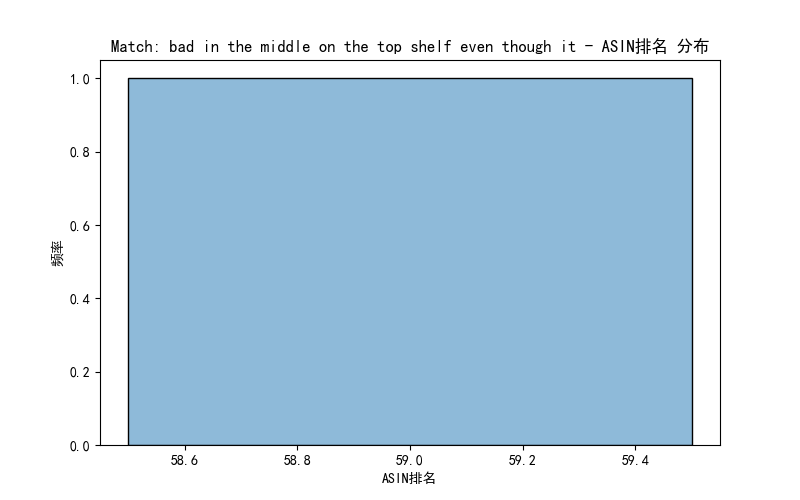 Match: bad in the middle on the top shelf even though it - ASIN排名 分布
1.0
0.8
0.6
0.4
0.2
0.0
频率
58.6 58.8 59.0 59.2 59.4
ASIN排名